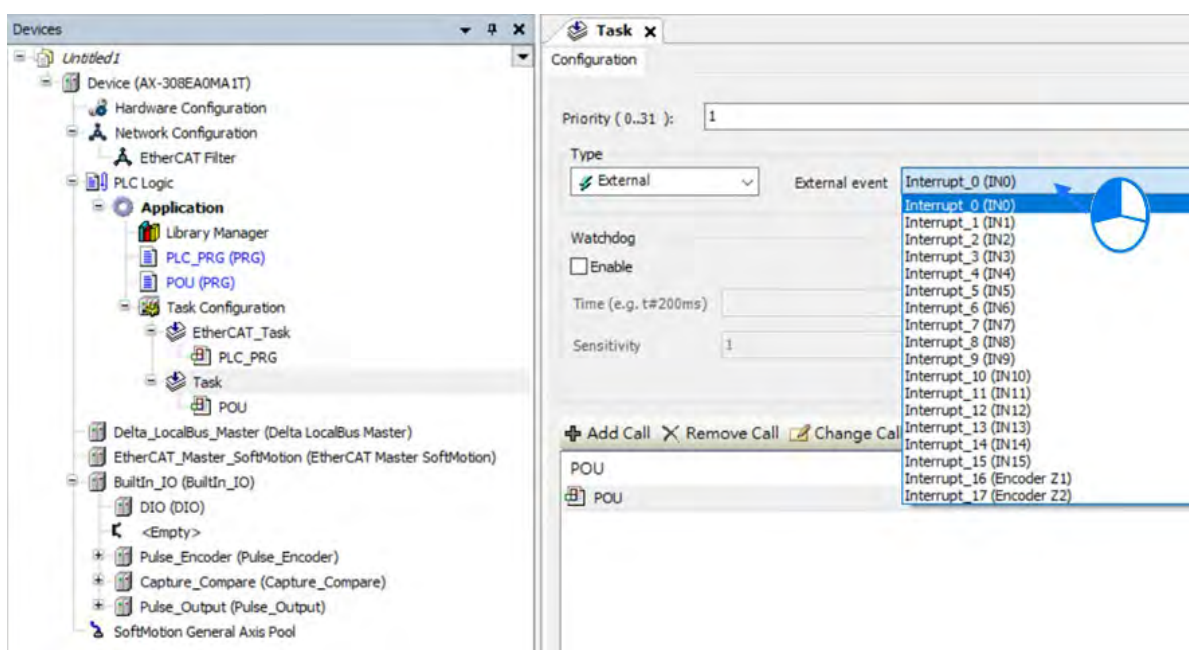 Devices
Untitled1
Device (AX-308EA0MA1T)
Hardware Configuration
Network Configuration
EtherCAT Filter
PLC Logic
Application
Library Manager
PLC_PRG (PRG)
POU (PRG)
Task Configuration
EtherCAT_Task
PLC_PRG
Task
POU
Delta_LocalBus_Master (Delta LocalBus Master)
EtherCAT_Master_SoftMotion (EtherCAT Master SoftMotion)
BuiltIn_IO (BuiltIn_IO)
DIO (DIO)
<Empty>
Pulse_Encoder (Pulse_Encoder)
Capture_Compare (Capture_Compare)
Pulse_Output (Pulse_Output)
SoftMotion General Axis Pool
Task
Configuration
Priority ( 0..31 ): 1
Type
External External event Interrupt_0 (IN0)
Interrupt_0 (IN0)
Interrupt_1 (IN1)
Interrupt_2 (IN2)
Interrupt_3 (IN3)
Interrupt_4 (IN4)
Interrupt_5 (IN5)
Interrupt_6 (IN6)
Interrupt_7 (IN7)
Interrupt_8 (IN8)
Interrupt_9 (IN9)
Interrupt_10 (IN10)
Interrupt_11 (IN11)
Interrupt_12 (IN12)
Interrupt_13 (IN13)
Interrupt_14 (IN14)
Interrupt_15 (IN15)
Interrupt_16 (Encoder Z1)
Interrupt_17 (Encoder Z2)
Watchdog
Enable
Time (e.g. t#200ms)
Sensitivity 1
Add Call Remove Call Change Cal
POU
POU